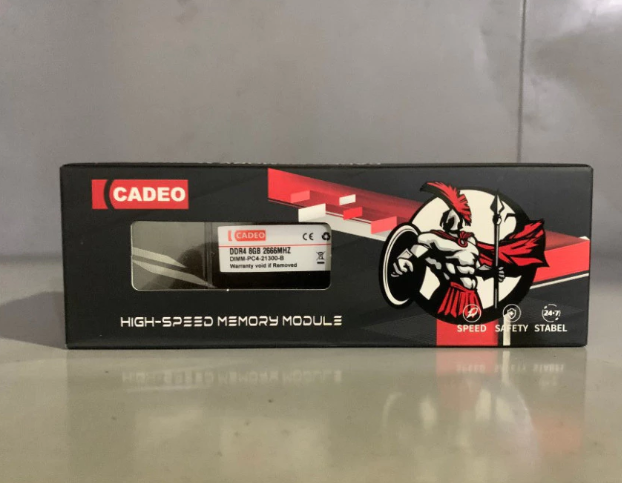 CADEO
CADEO
DDR4 8GB 2666MHZ
DIMM-PC4-21300-B
Warranty void if Removed
CE
HIGH-SPEED MEMORY MODULE
24·7
SPEED SAFETY STABEL